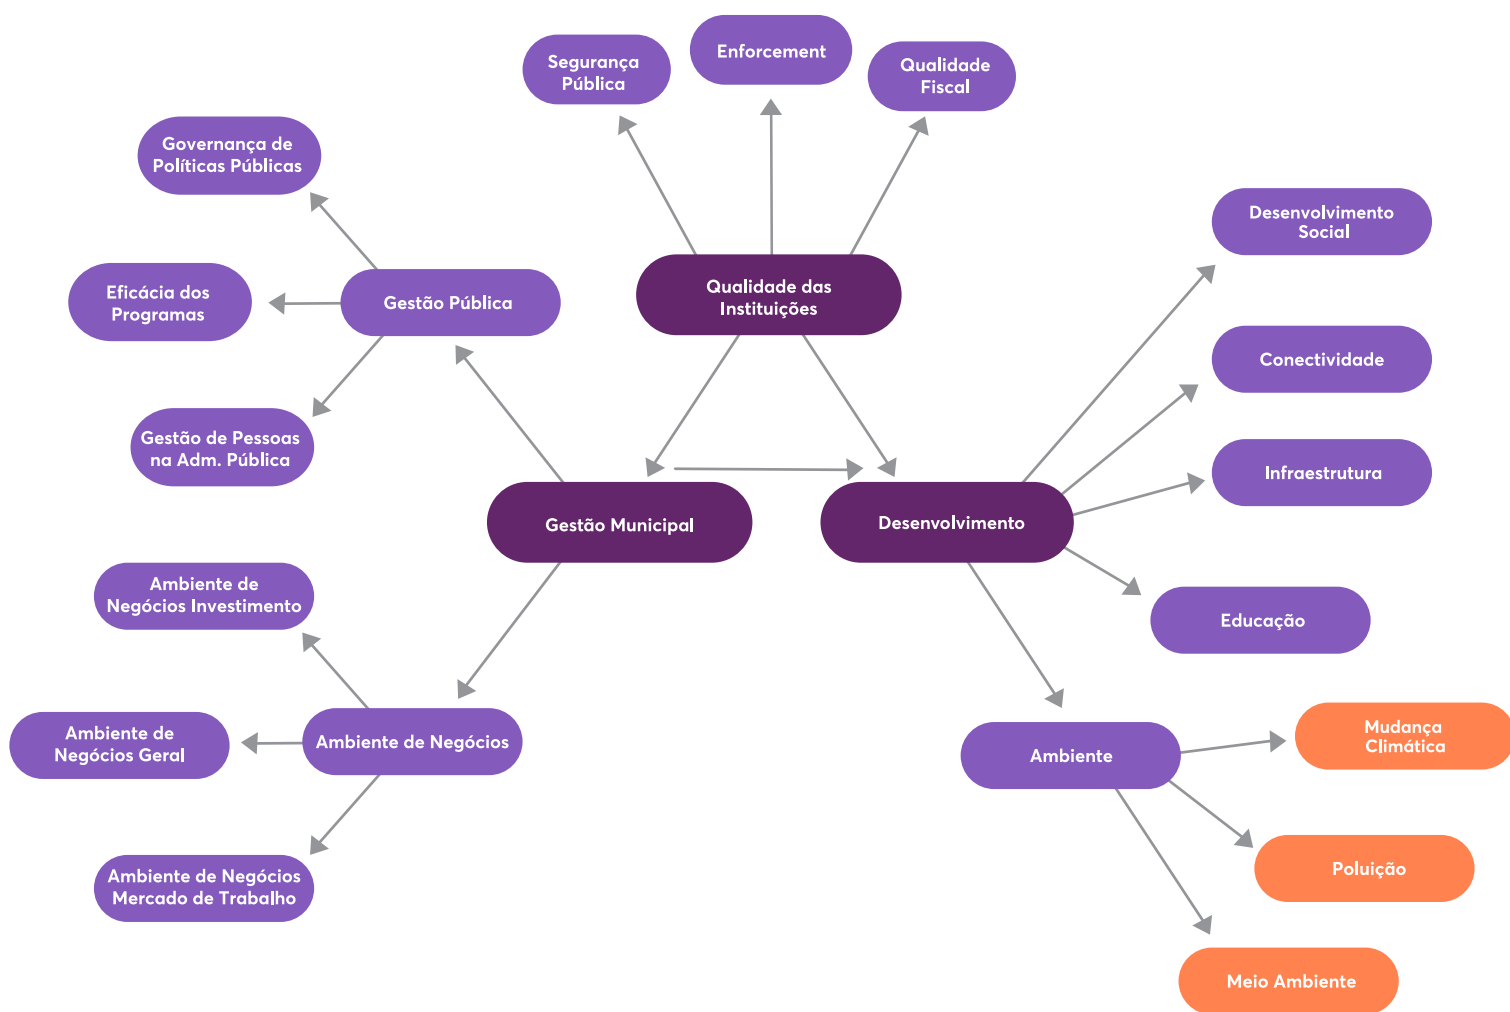 Segurança
Pública
Enforcement
Qualidade
Fiscal
Governança de
Políticas Públicas
Eficácia dos
Programas
Gestão de Pessoas
na Adm. Pública
Gestão Pública
Qualidade das
Instituições
Desenvolvimento
Social
Conectividade
Infraestrutura
Educação
Gestão Municipal
Desenvolvimento
Ambiente de
Negócios Investimento
Ambiente de
Negócios Geral
Ambiente de Negócios
Mercado de Trabalho
Ambiente de Negócios
Ambiente
Mudança
Climática
Poluição
Meio Ambiente